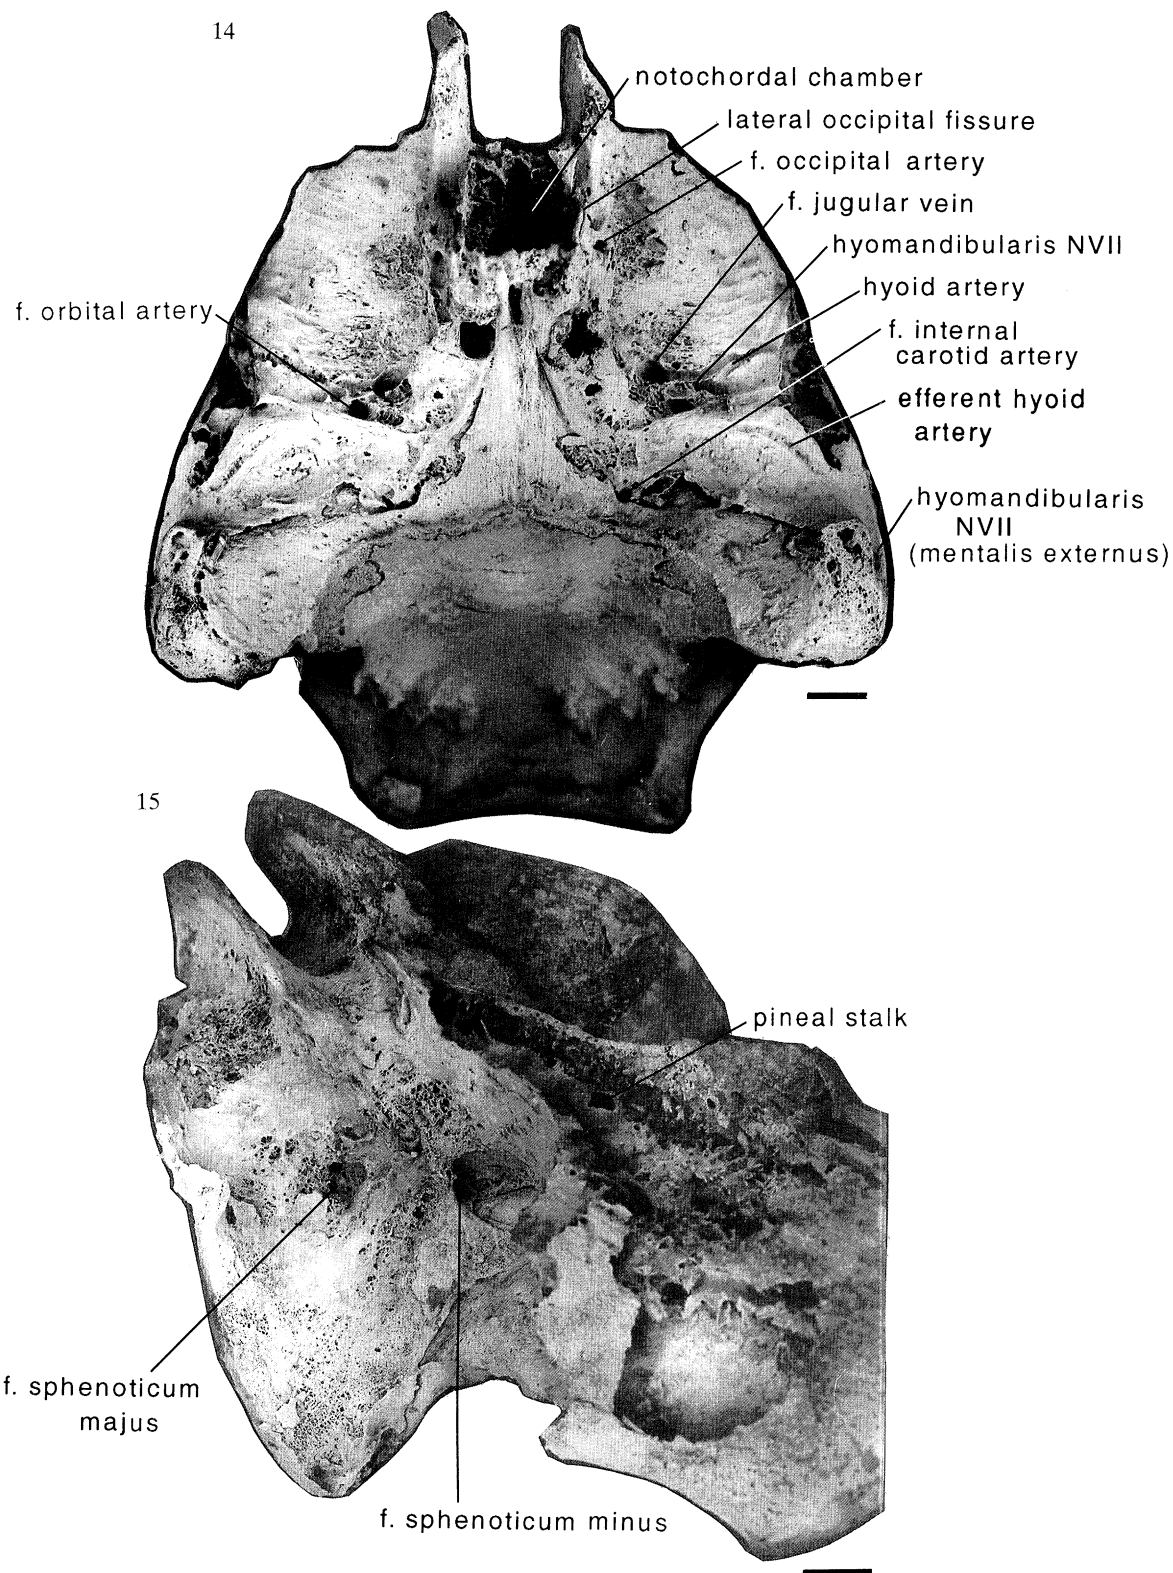 14
notochordal chamber
lateral occipital fissure
f. occipital artery
f. jugular vein
hyomandibularis NVII
hyoid artery
f. orbital artery
f. internal
carotid artery
efferent hyoid
artery
hyomandibularis
NVII
(mentalis externus)
15
pineal stalk
f. sphenoticum
majus
f. sphenoticum minus